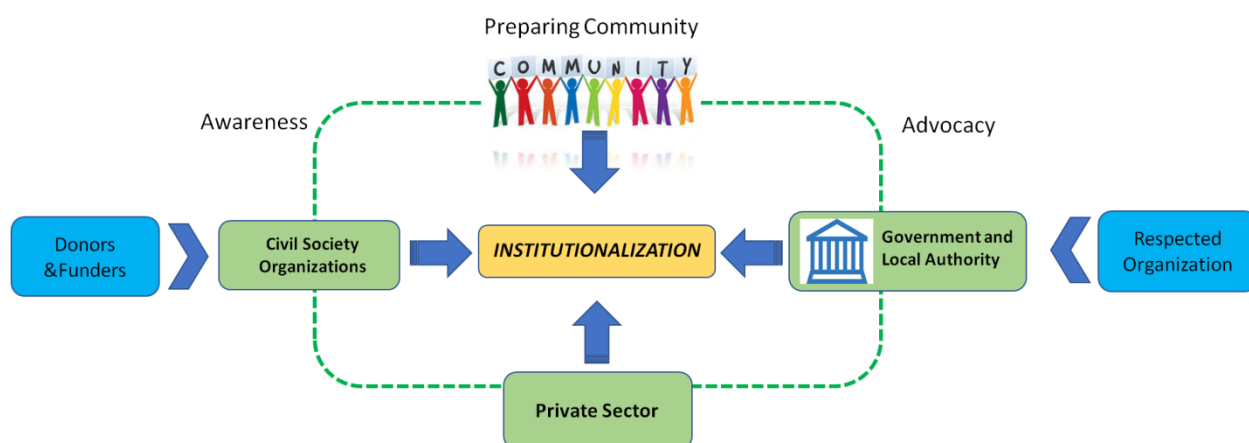 Preparing Community
COMMUNITY
Awareness
Advocacy
Donors
&Funders
Civil Society
Organizations
INSTITUTIONALIZATION
Government and
Local Authority
Respected
Organization
Private Sector